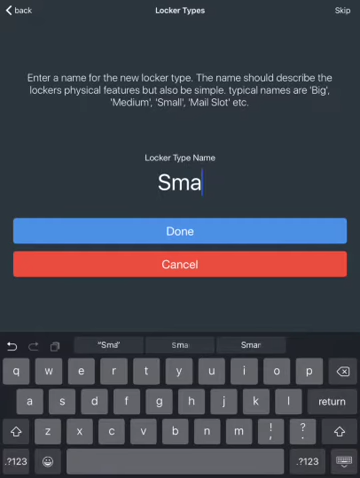 back
Locker Types
Skip
Enter a name for the new locker type. The name should describe the
lockers physical features but also be simple. typical names are 'Big',
'Medium', 'Small', 'Mail Slot' etc.
Locker Type Name
Sma
Done
Cancel
"Sma"
sma
Smar
q w e r t y u i o p
a s d f g h j k l return
z x c v b n m ! , ? .
.?123 .?123